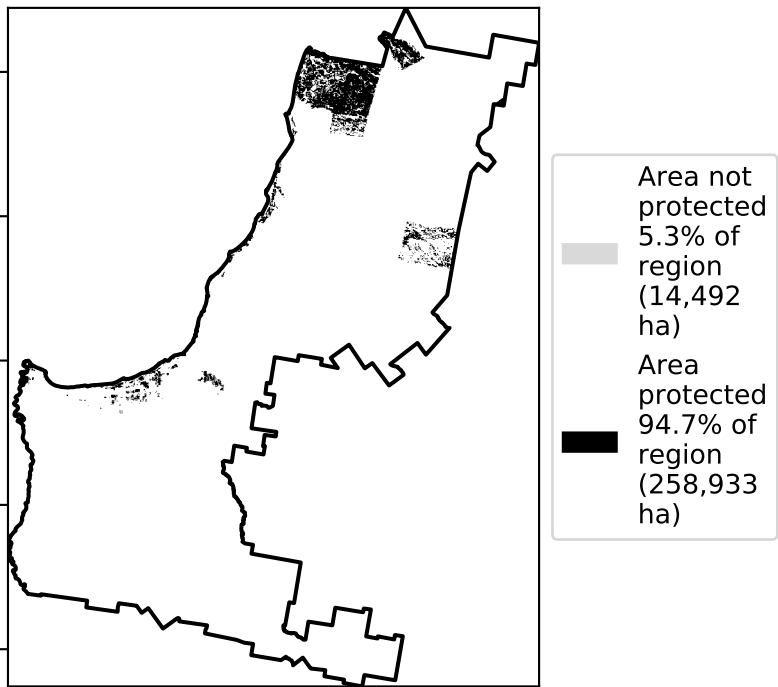 Area not
protected
5.3% of
region
(14,492
ha)
Area
protected
94.7% of
region
(258,933
ha)